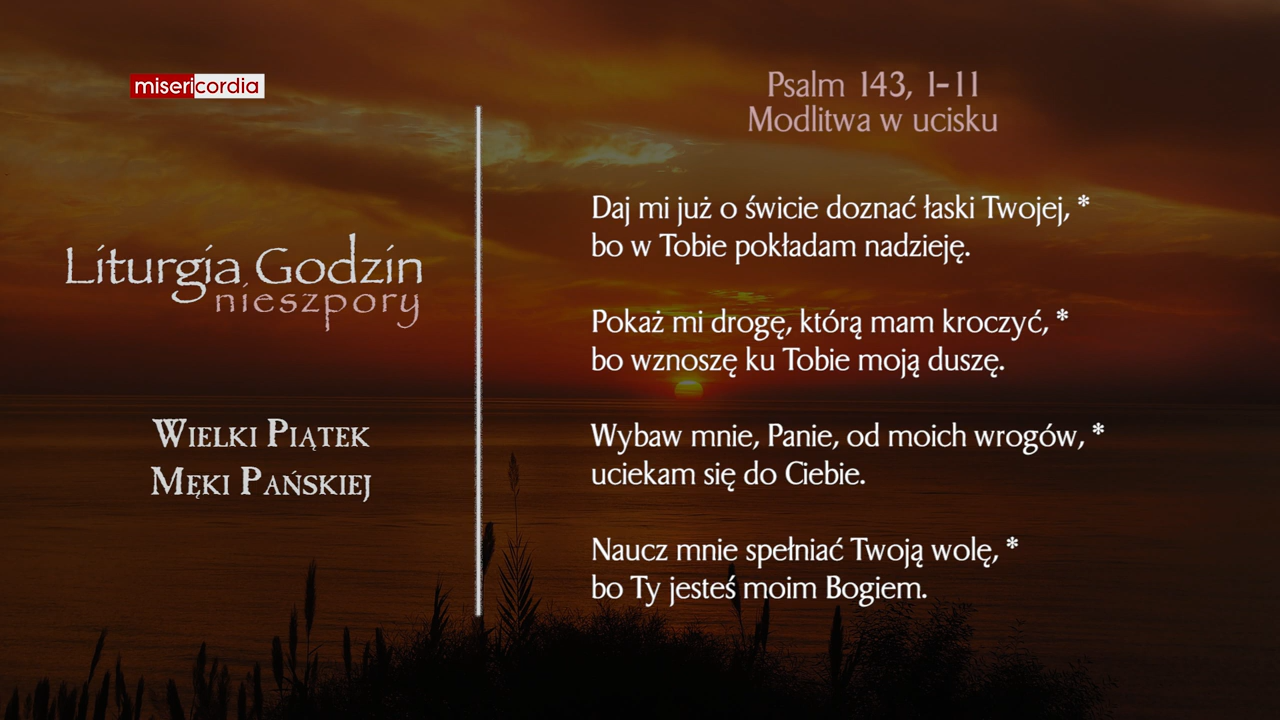 misericordia
Liturgia Godzin
nieszpory
Wielki Piątek
Męki Pańskiej
Psalm 143, 1-11
Modlitwa w ucisku
Daj mi już o świcie doznać łaski Twojej, *
bo w Tobie pokładam nadzieję.
Pokaż mi drogę, którą mam kroczyć, *
bo wznoszę ku Tobie moją duszę.
Wybaw mnie, Panie, od moich wrogów, *
uciekam się do Ciebie.
Naucz mnie spełniać Twoją wolę, *
bo Ty jesteś moim Bogiem.